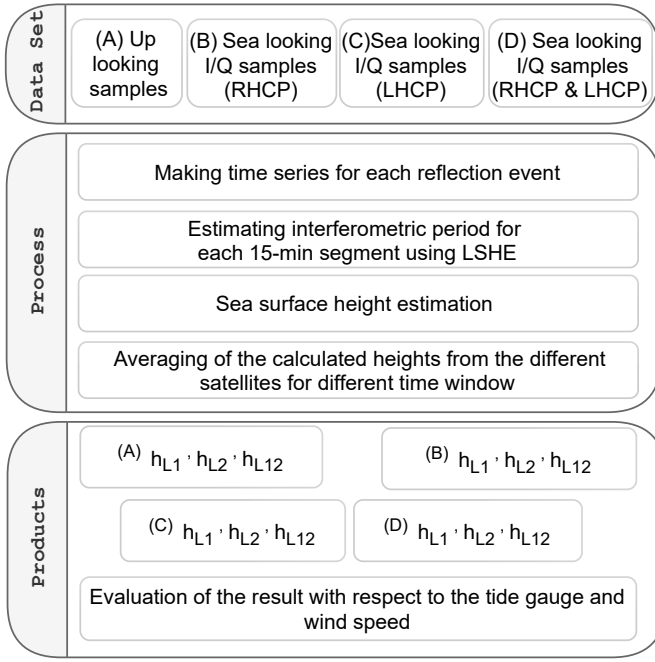 Data Set
(A) Up
looking
samples
(B) Sea looking
I/Q samples
(RHCP)
(C)Sea looking
I/Q samples
(LHCP)
(D) Sea looking
I/Q samples
(RHCP & LHCP)
Process
Making time series for each reflection event
Estimating interferometric period for
each 15-min segment using LSHE
Sea surface height estimation
Averaging of the calculated heights from the different
satellites for different time window
Products
(A) hL1 , hL2 , hL12
(B) hL1 , hL2 , hL12
(C) hL1 , hL2 , hL12
(D) hL1 , hL2 , hL12
Evaluation of the result with respect to the tide gauge and
wind speed